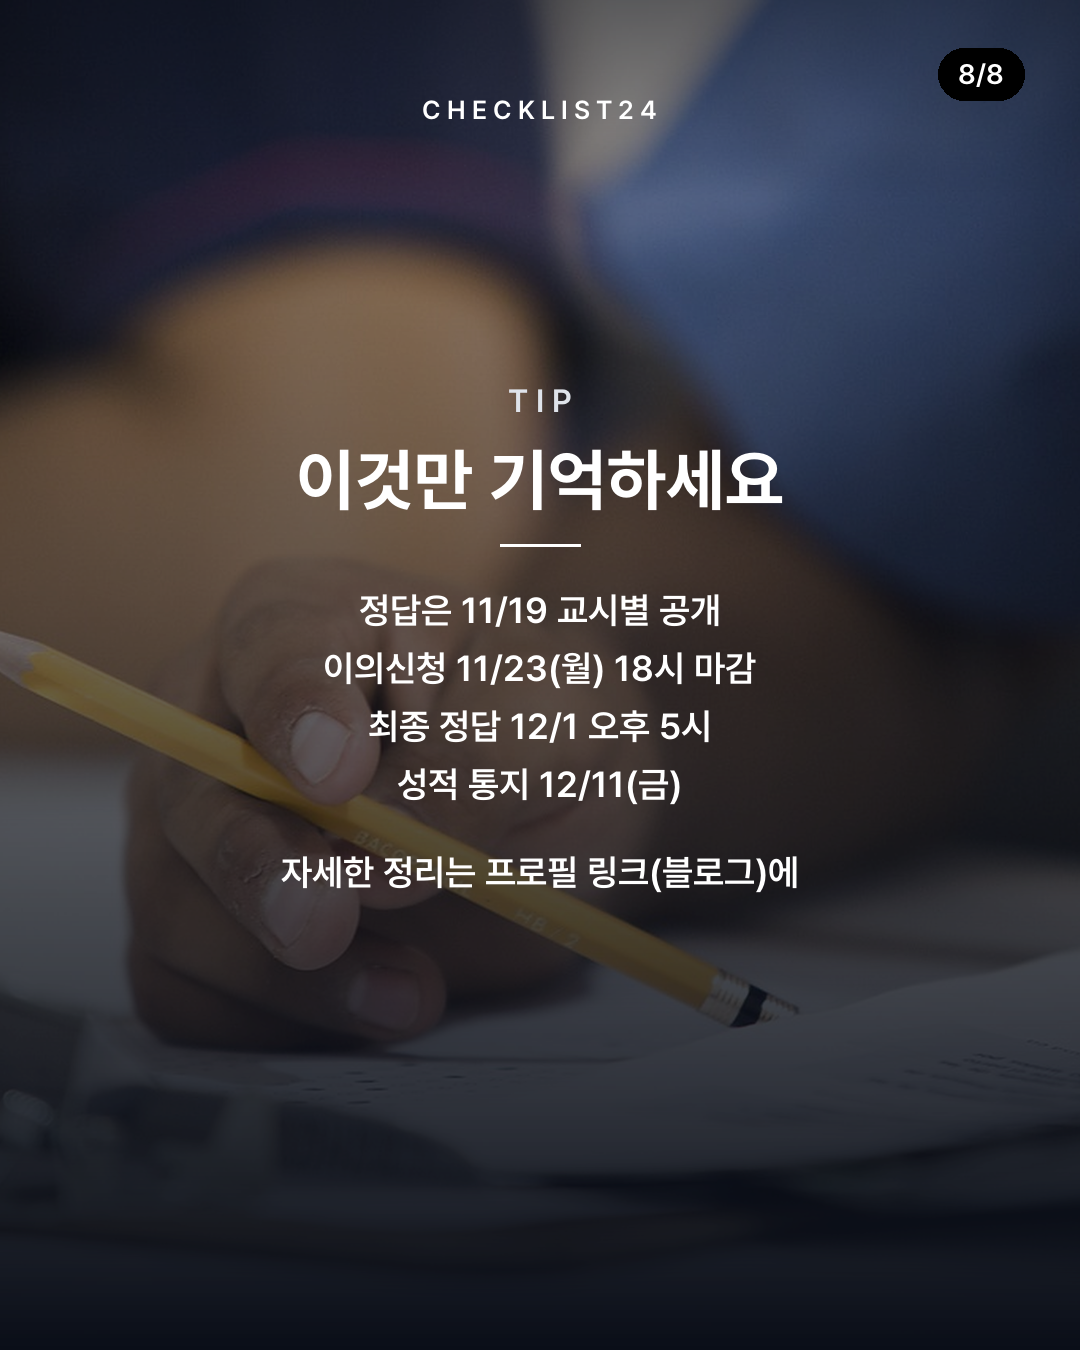 8/8
CHECKLIST24
TIP
이것만 기억하세요
정답은 11/19 교시별 공개
이의신청 11/23(월) 18시 마감
최종 정답 12/1 오후 5시
성적 통지 12/11(금)
자세한 정리는 프로필 링크(블로그)에
HB 2